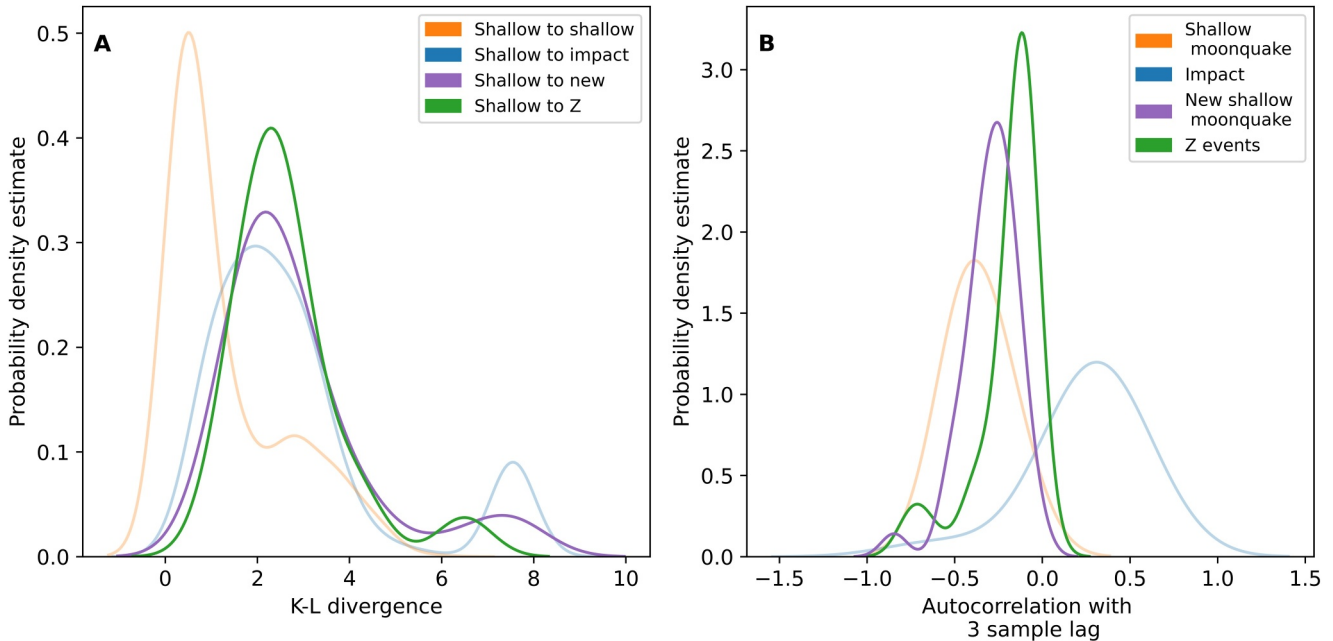 A
Shallow to shallow
Shallow to impact
Shallow to new
Shallow to Z
0.5
0.4
0.3
0.2
0.1
0.0
Probability density estimate
0 2 4 6 8 10
K-L divergence
B
Shallow
moonquake
Impact
New shallow
moonquake
Z events
3.0
2.5
2.0
1.5
1.0
0.5
0.0
Probability density estimate
−1.5 −1.0 −0.5 0.0 0.5 1.0 1.5
Autocorrelation with
3 sample lag